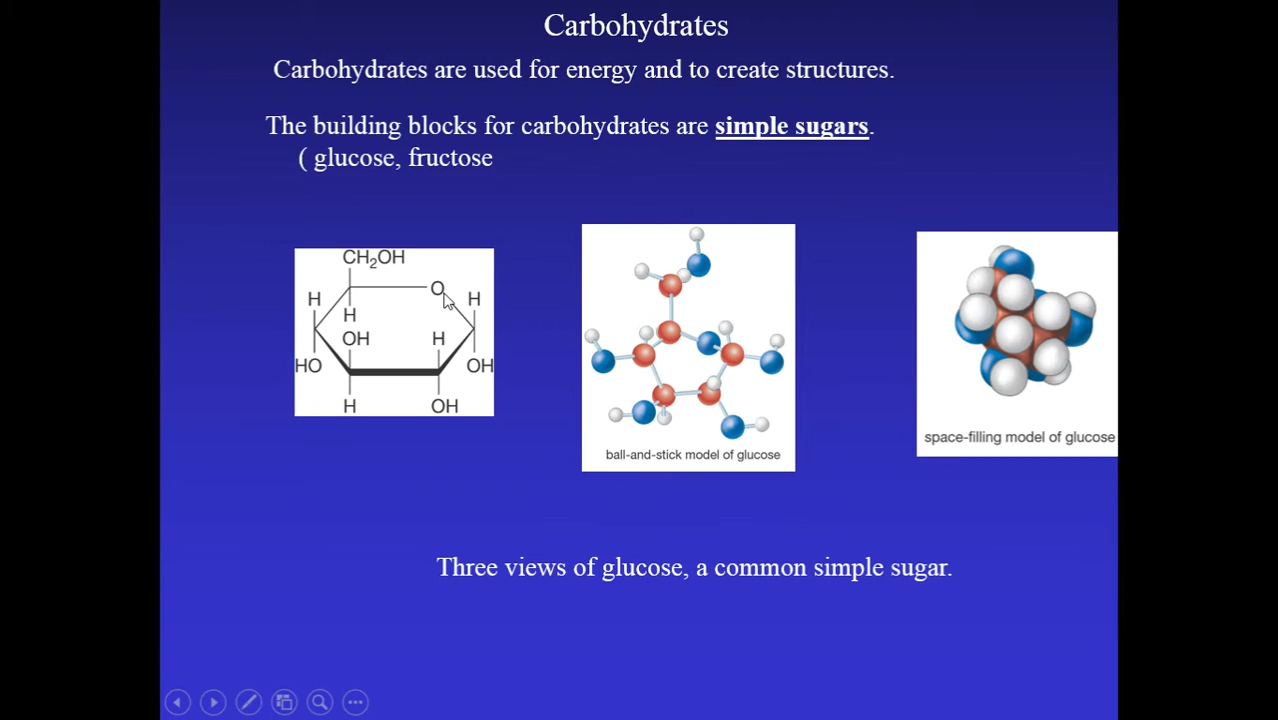 Carbohydrates
Carbohydrates are used for energy and to create structures.
The building blocks for carbohydrates are simple sugars.
( glucose, fructose
CH2OH
O
H
H
H
OH
H
HO
OH
H
OH
ball-and-stick model of glucose
space-filling model of glucose
Three views of glucose, a common simple sugar.